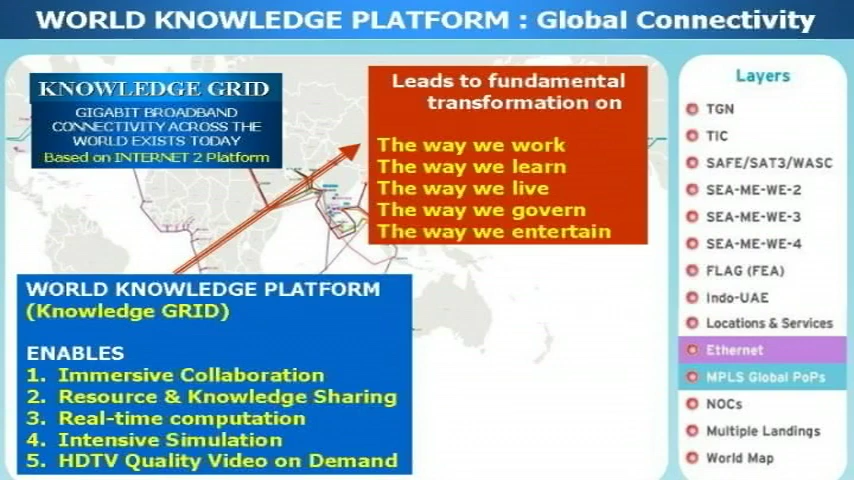 WORLD KNOWLEDGE PLATFORM : Global Connectivity
KNOWLEDGE GRID
GIGABIT BROADBAND
CONNECTIVITY ACROSS THE
WORLD EXISTS TODAY
Based on INTERNET 2 Platform
Leads to fundamental
transformation on
The way we work
The way we learn
The way we live
The way we govern
The way we entertain
WORLD KNOWLEDGE PLATFORM
(Knowledge GRID)
ENABLES
1. Immersive Collaboration
2. Resource & Knowledge Sharing
3. Real-time computation
4. Intensive Simulation
5. HDTV Quality Video on Demand
Layers
TGN
TIC
SAFE/SAT3/WASC
SEA-ME-WE-2
SEA-ME-WE-3
SEA-ME-WE-4
FLAG (FEA)
Indo-UAE
Locations & Services
Ethernet
MPLS Global PoPs
NOCs
Multiple Landings
World Map